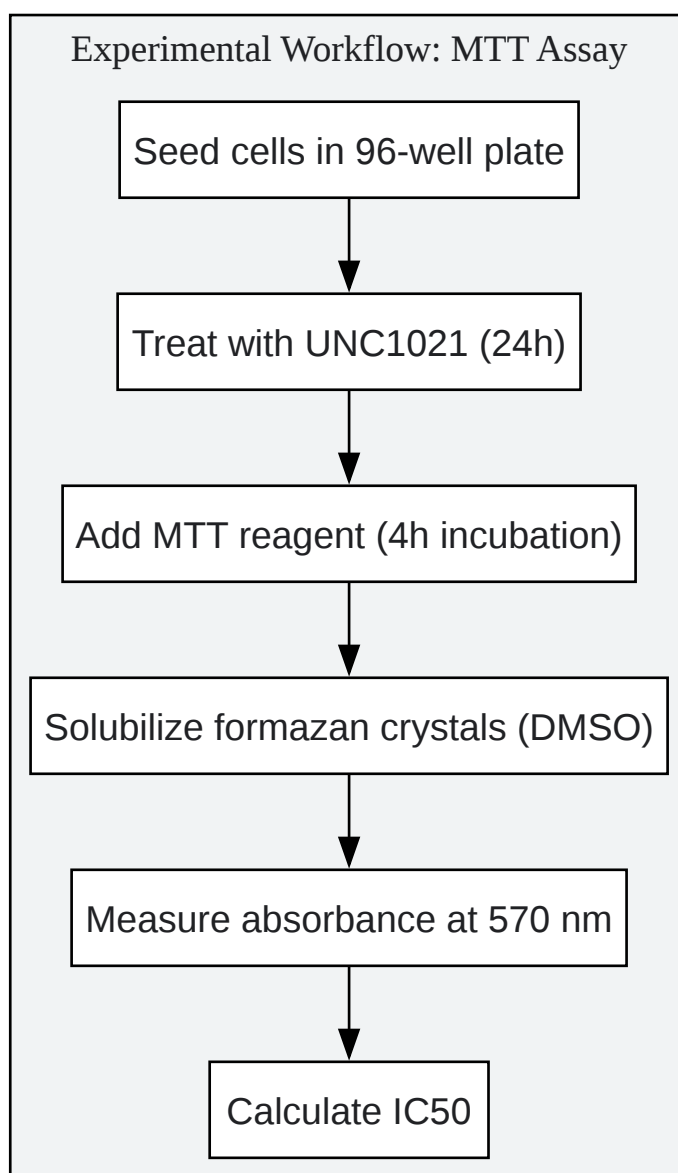 Experimental Workflow: MTT Assay
Seed cells in 96-well plate
Treat with UNC1021 (24h)
Add MTT reagent (4h incubation)
Solubilize formazan crystals (DMSO)
Measure absorbance at 570 nm
Calculate IC50